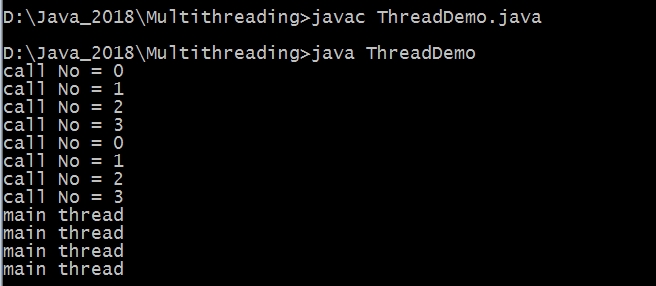 D:\Java_2018\Multithreading>javac ThreadDemo.java
D:\Java_2018\Multithreading>java ThreadDemo
call No = 0
call No = 1
call No = 2
call No = 3
call No = 0
call No = 1
call No = 2
call No = 3
main thread
main thread
main thread
main thread